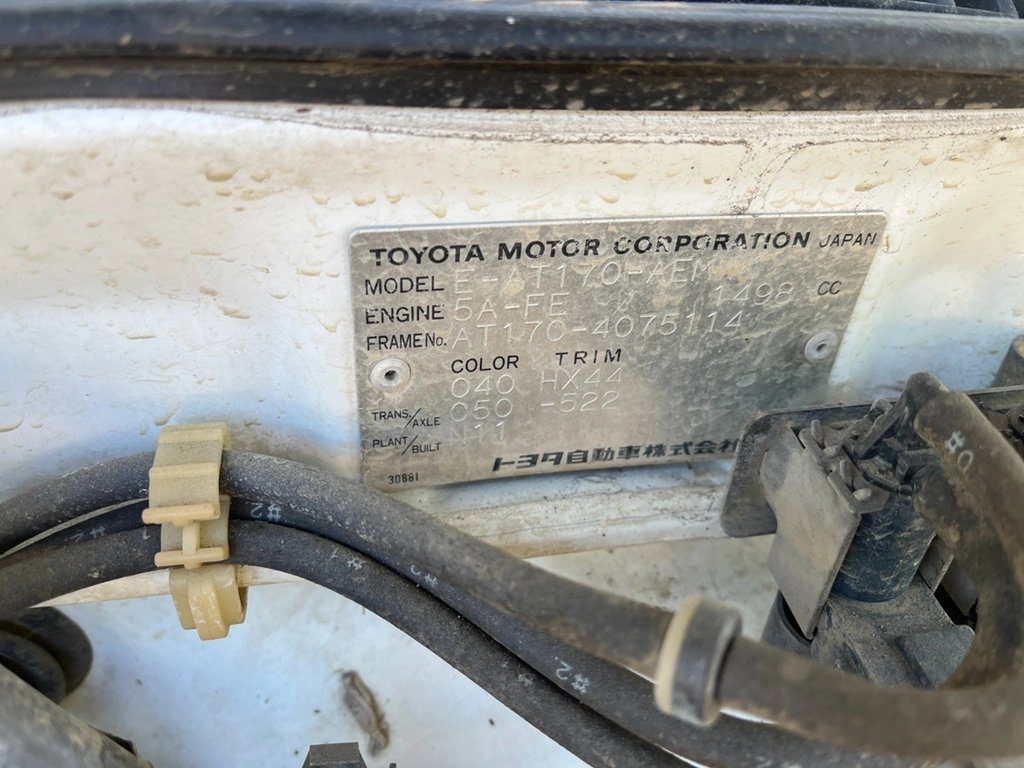 TOYOTA MOTOR CORPORATION JAPAN
MODEL E-AT170-AEM
ENGINE 5A-FE 1498 CC
FRAME No. AT170-4075114
COLOR TRIM
040 HX44
TRANS./AXLE C50 -522
PLANT/BUILT N11
30881
トヨタ自動車株式会
#2
#2
#2
#2
#0